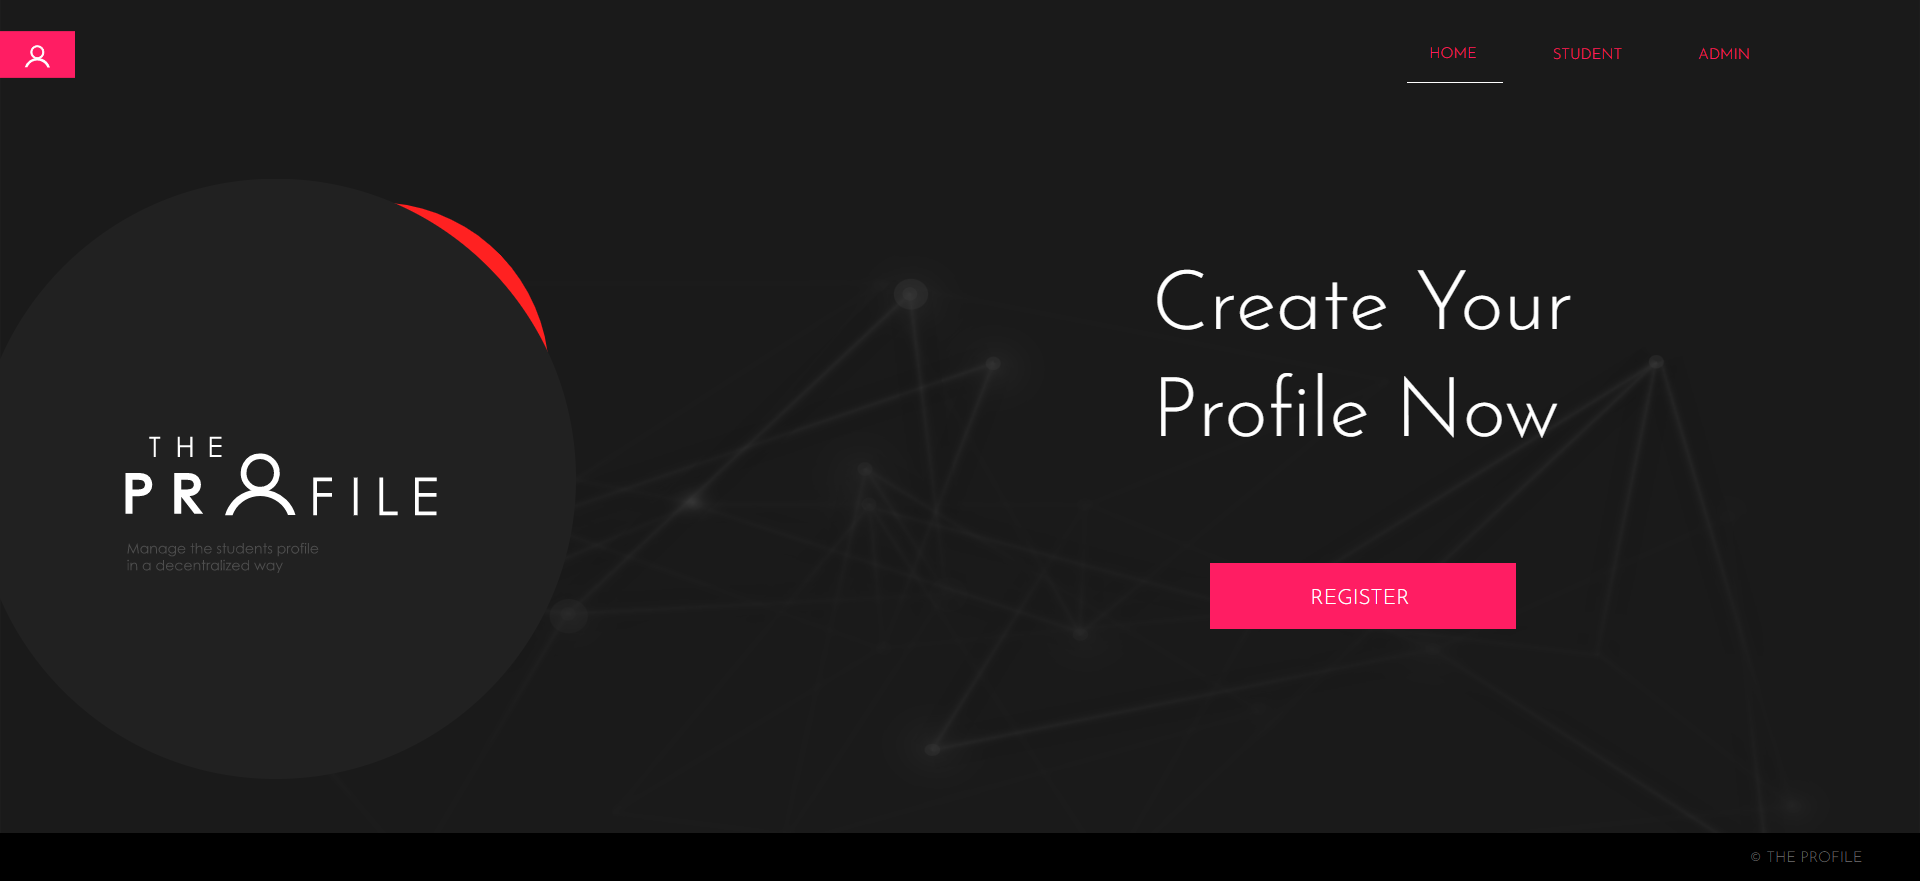 HOME STUDENT ADMIN
Create Your
Profile Now
THE
PROFILE
Manage the students profile
in a decentralized way
REGISTER
© THE PROFILE